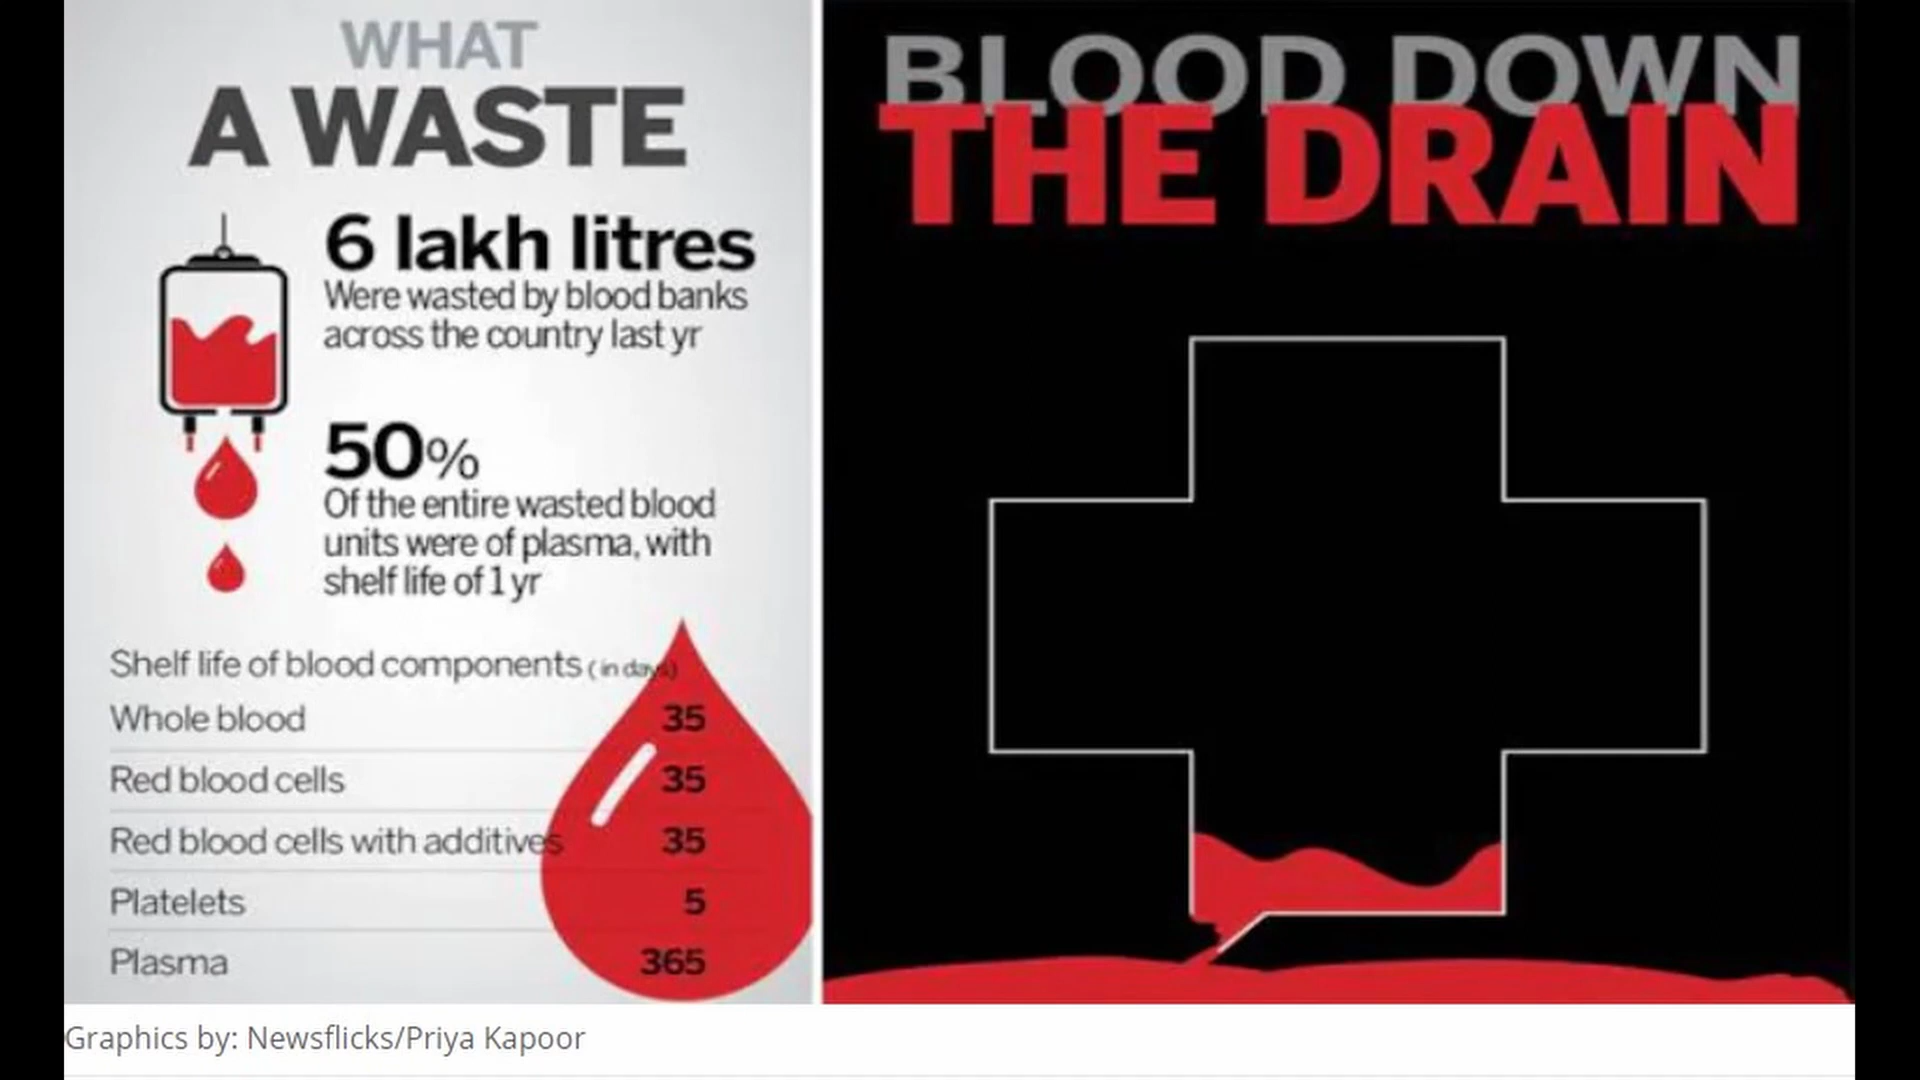 WHAT
A WASTE
6 lakh litres
Were wasted by blood banks
across the country last yr
50%
Of the entire wasted blood
units were of plasma, with
shelf life of 1 yr
Shelf life of blood components (in days)
Whole blood 35
Red blood cells 35
Red blood cells with additives 35
Platelets 5
Plasma 365
BLOOD DOWN
THE DRAIN
Graphics by: Newsflicks/Priya Kapoor